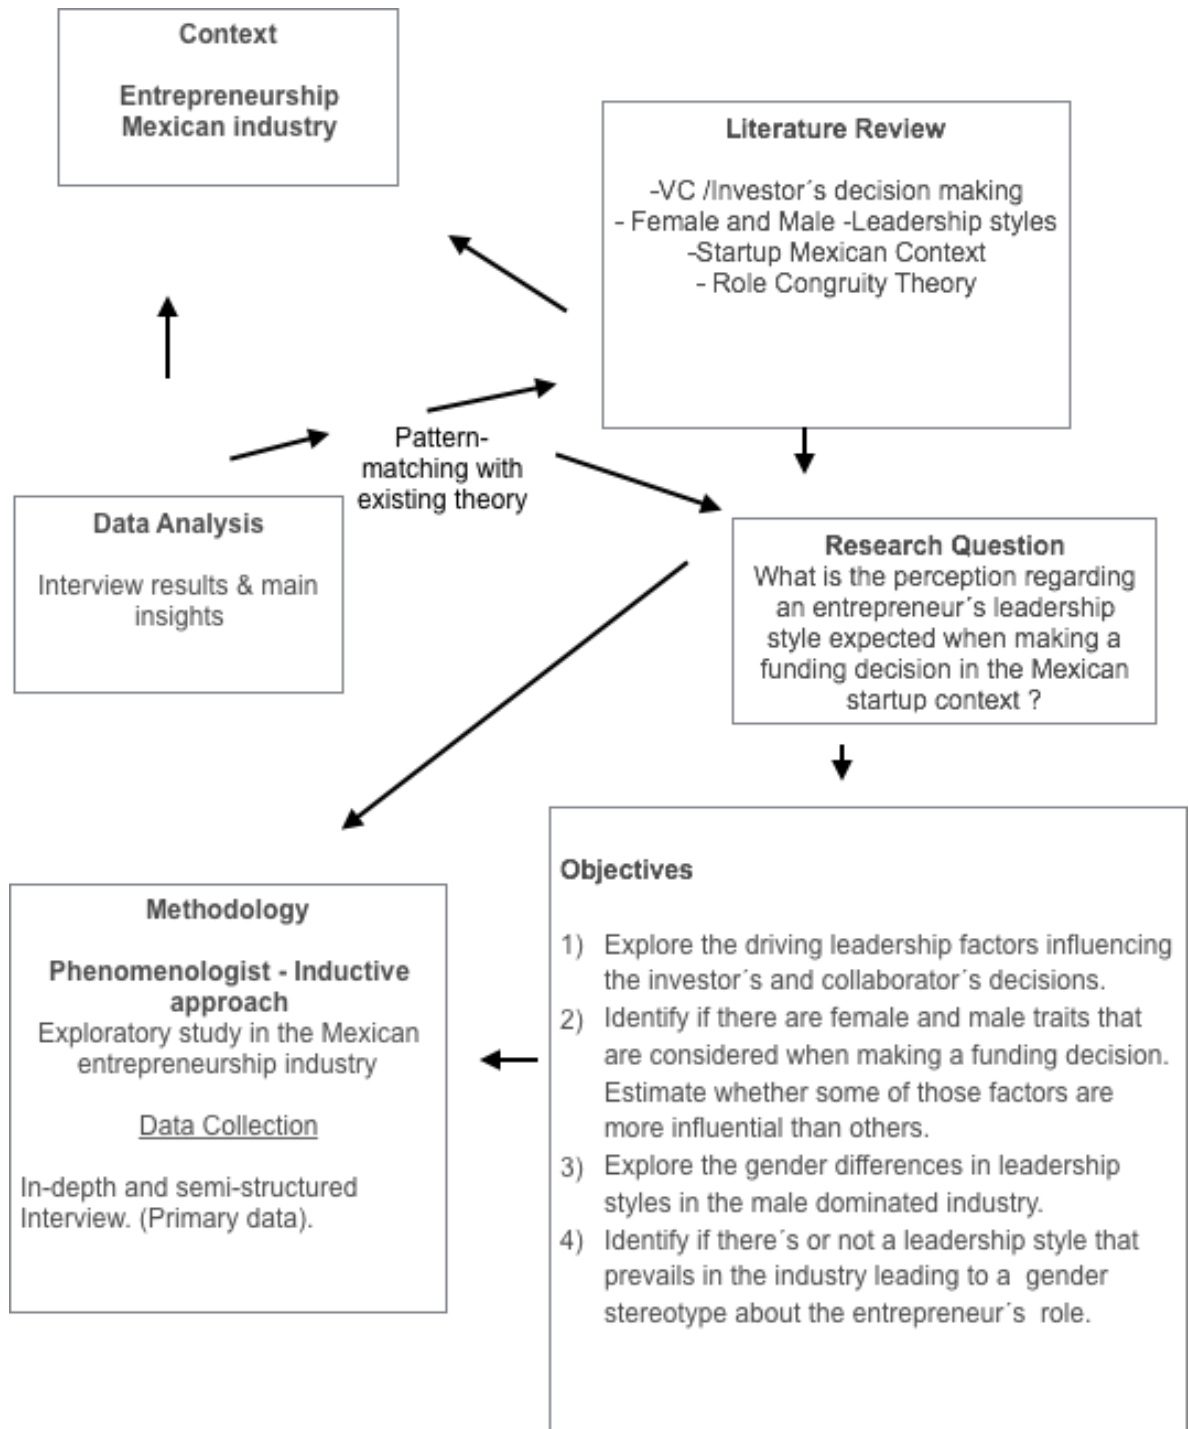 Context
Entrepreneurship
Mexican industry
Literature Review
-VC /Investor´s decision making
- Female and Male -Leadership styles
-Startup Mexican Context
- Role Congruity Theory
Pattern-
matching with
existing theory
Data Analysis
Interview results & main
insights
Research Question
What is the perception regarding
an entrepreneur´s leadership
style expected when making a
funding decision in the Mexican
startup context ?
Objectives
1) Explore the driving leadership factors influencing
the investor´s and collaborator´s decisions.
2) Identify if there are female and male traits that
are considered when making a funding decision.
Estimate whether some of those factors are
more influential than others.
3) Explore the gender differences in leadership
styles in the male dominated industry.
4) Identify if there´s or not a leadership style that
prevails in the industry leading to a gender
stereotype about the entrepreneur´s role.
Methodology
Phenomenologist - Inductive
approach
Exploratory study in the Mexican
entrepreneurship industry
Data Collection
In-depth and semi-structured
Interview. (Primary data).